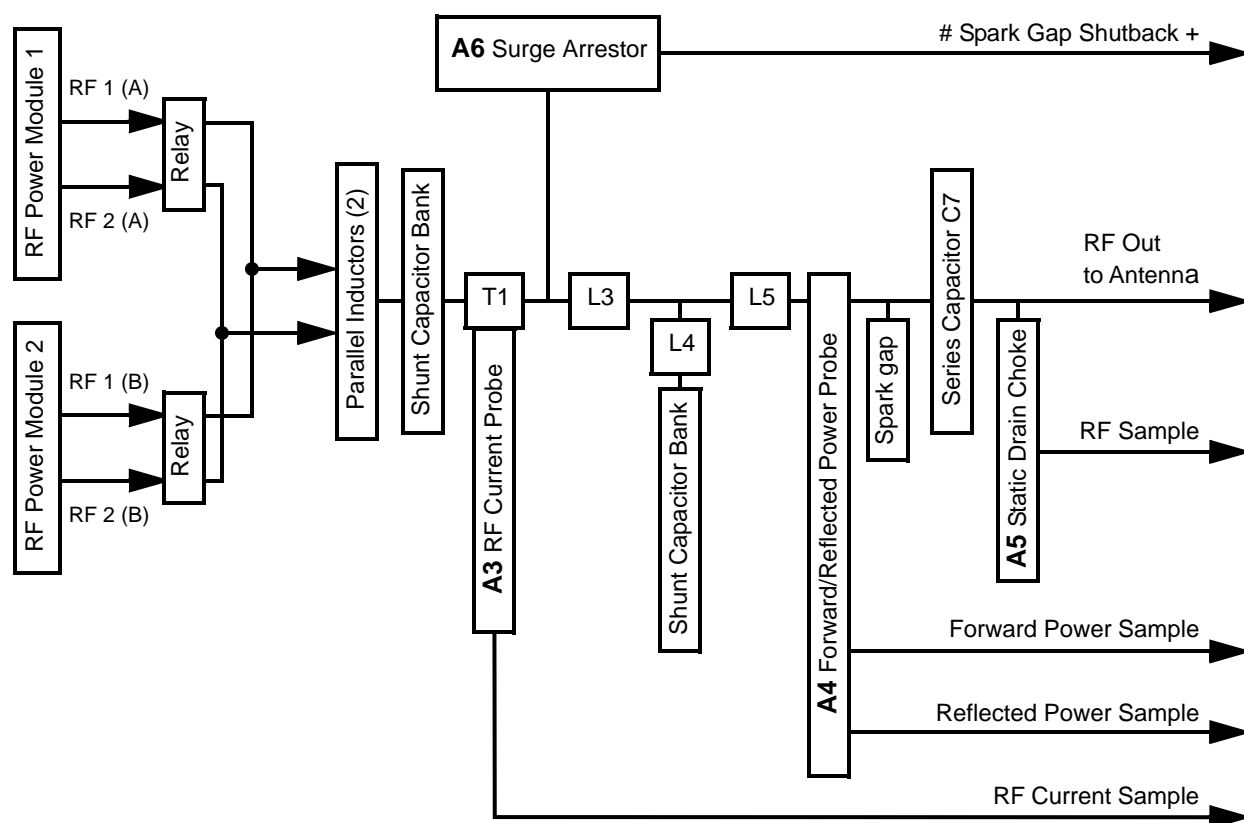 # Spark Gap Shutback +
A6 Surge Arrestor
RF Power Module 1
RF 1 (A)
Relay
RF 2 (A)
Parallel Inductors (2)
Shunt Capacitor Bank
Series Capacitor C7
RF Out
to Antenna
T1
L3
L5
L4
RF Power Module 2
RF 1 (B)
Relay
RF 2 (B)
A3 RF Current Probe
Shunt Capacitor Bank
A4 Forward/Reflected Power Probe
Spark gap
A5 Static Drain Choke
RF Sample
Forward Power Sample
Reflected Power Sample
RF Current Sample